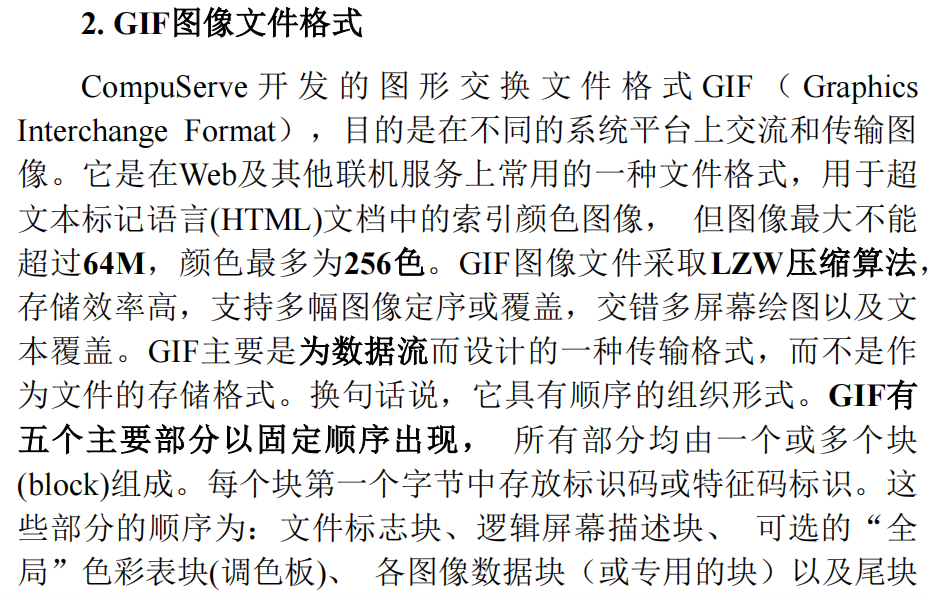 2. GIF图像文件格式
CompuServe开发的图形交换文件格式GIF（Graphics
Interchange Format），目的是在不同的系统平台上交流和传输图
像。它是在Web及其他联机服务上常用的一种文件格式，用于超
文本标记语言(HTML)文档中的索引颜色图像， 但图像最大不能
超过64M，颜色最多为256色。GIF图像文件采取LZW压缩算法，
存储效率高，支持多幅图像定序或覆盖，交错多屏幕绘图以及文
本覆盖。GIF主要是为数据流而设计的一种传输格式，而不是作
为文件的存储格式。换句话说，它具有顺序的组织形式。GIF有
五个主要部分以固定顺序出现， 所有部分均由一个或多个块
(block)组成。每个块第一个字节中存放标识码或特征码标识。这
些部分的顺序为：文件标志块、逻辑屏幕描述块、 可选的“全
局”色彩表块(调色板)、 各图像数据块（或专用的块）以及尾块